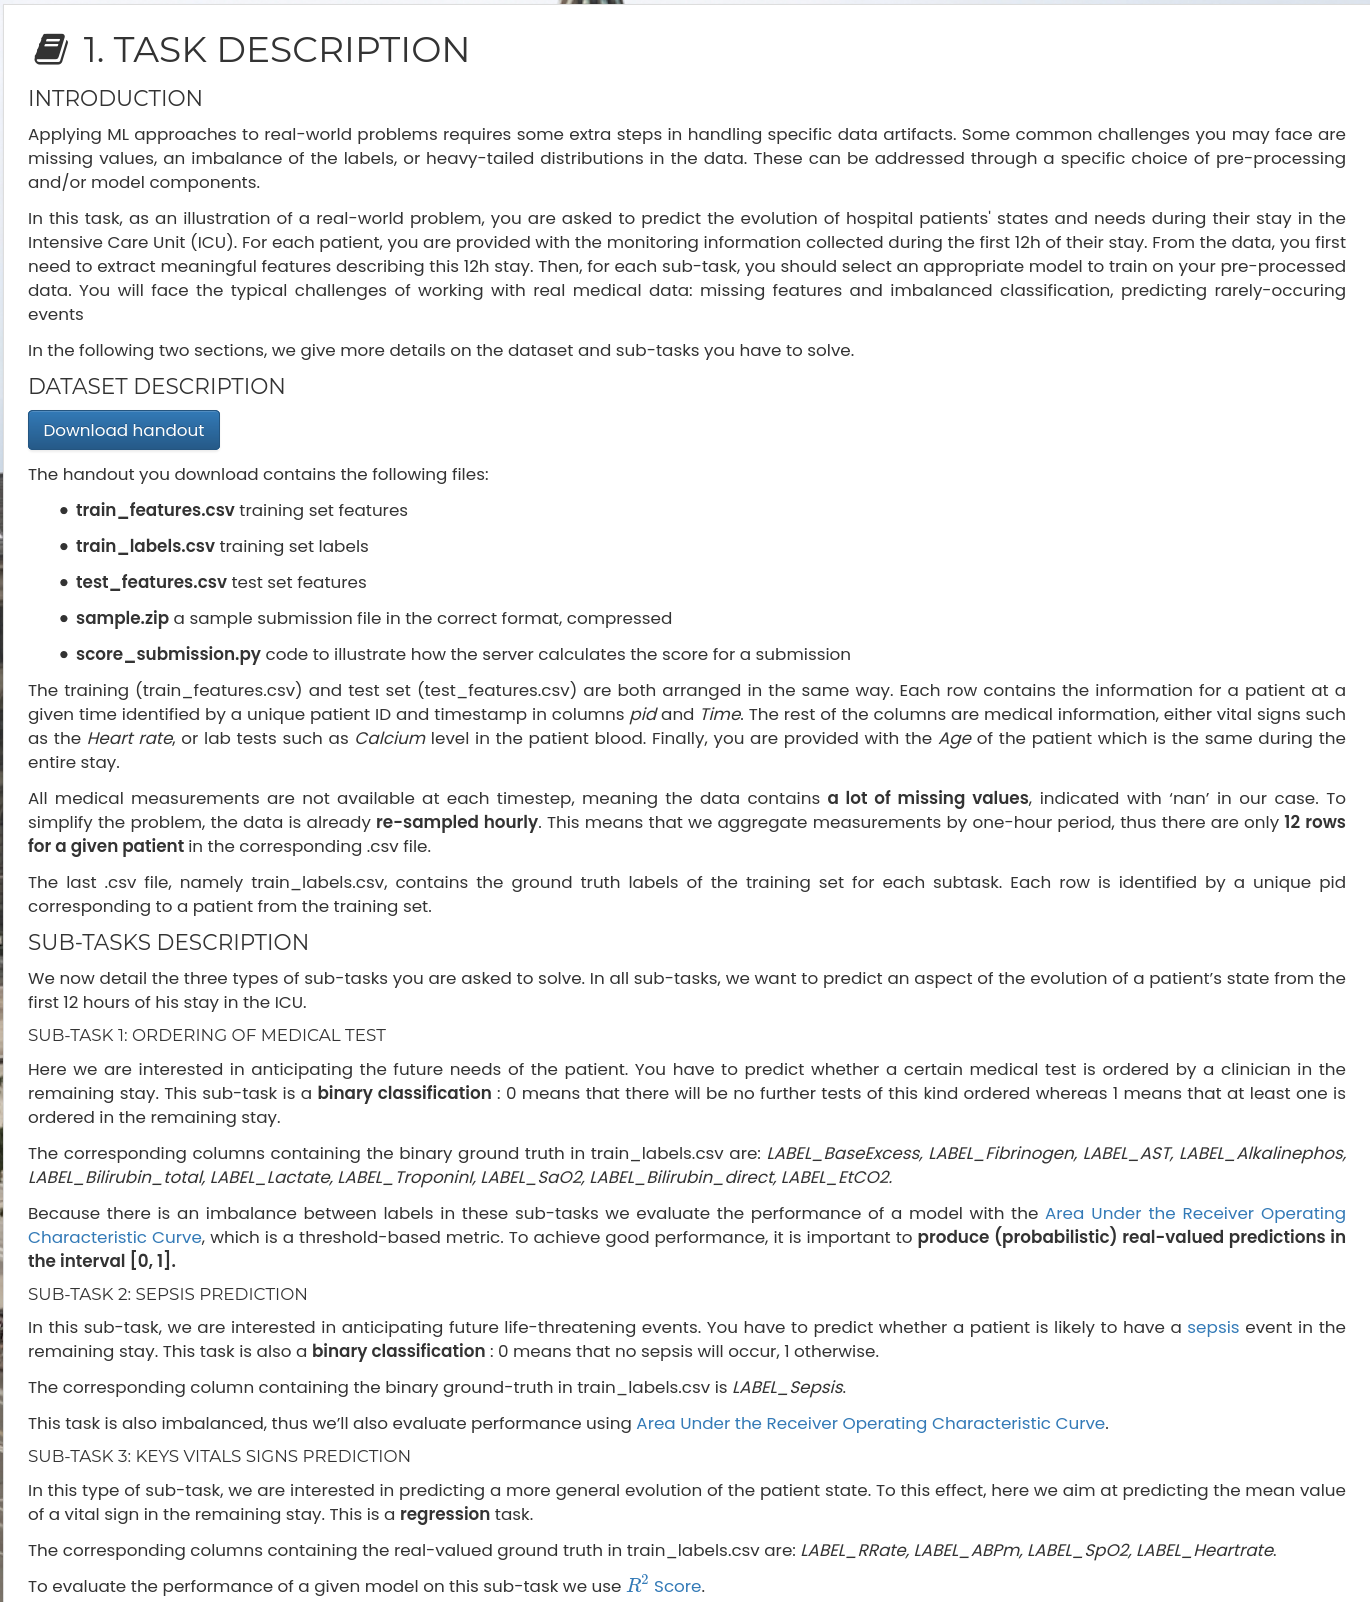 1. TASK DESCRIPTION
INTRODUCTION
Applying ML approaches to real-world problems requires some extra steps in handling specific data artifacts. Some common challenges you may face are
missing values, an imbalance of the labels, or heavy-tailed distributions in the data. These can be addressed through a specific choice of pre-processing
and/or model components.
In this task, as an illustration of a real-world problem, you are asked to predict the evolution of hospital patients' states and needs during their stay in the
Intensive Care Unit (ICU). For each patient, you are provided with the monitoring information collected during the first 12h of their stay. From the data, you first
need to extract meaningful features describing this 12h stay. Then, for each sub-task, you should select an appropriate model to train on your pre-processed
data. You will face the typical challenges of working with real medical data: missing features and imbalanced classification, predicting rarely-occuring
events
In the following two sections, we give more details on the dataset and sub-tasks you have to solve.
DATASET DESCRIPTION
Download handout
The handout you download contains the following files:
• train_features.csv training set features
• train_labels.csv training set labels
• test_features.csv test set features
• sample.zip a sample submission file in the correct format, compressed
• score_submission.py code to illustrate how the server calculates the score for a submission
The training (train_features.csv) and test set (test_features.csv) are both arranged in the same way. Each row contains the information for a patient at a
given time identified by a unique patient ID and timestamp in columns pid and Time. The rest of the columns are medical information, either vital signs such
as the Heart rate, or lab tests such as Calcium level in the patient blood. Finally, you are provided with the Age of the patient which is the same during the
entire stay.
All medical measurements are not available at each timestep, meaning the data contains a lot of missing values, indicated with ‘nan’ in our case. To
simplify the problem, the data is already re-sampled hourly. This means that we aggregate measurements by one-hour period, thus there are only 12 rows
for a given patient in the corresponding .csv file.
The last .csv file, namely train_labels.csv, contains the ground truth labels of the training set for each subtask. Each row is identified by a unique pid
corresponding to a patient from the training set.
SUB-TASKS DESCRIPTION
We now detail the three types of sub-tasks you are asked to solve. In all sub-tasks, we want to predict an aspect of the evolution of a patient’s state from the
first 12 hours of his stay in the ICU.
SUB-TASK 1: ORDERING OF MEDICAL TEST
Here we are interested in anticipating the future needs of the patient. You have to predict whether a certain medical test is ordered by a clinician in the
remaining stay. This sub-task is a binary classification : 0 means that there will be no further tests of this kind ordered whereas 1 means that at least one is
ordered in the remaining stay.
The corresponding columns containing the binary ground truth in train_labels.csv are: LABEL_BaseExcess, LABEL_Fibrinogen, LABEL_AST, LABEL_Alkalinephos,
LABEL_Bilirubin_total, LABEL_Lactate, LABEL_TroponinI, LABEL_SaO2, LABEL_Bilirubin_direct, LABEL_EtCO2.
Because there is an imbalance between labels in these sub-tasks we evaluate the performance of a model with the Area Under the Receiver Operating
Characteristic Curve, which is a threshold-based metric. To achieve good performance, it is important to produce (probabilistic) real-valued predictions in
the interval [0, 1].
SUB-TASK 2: SEPSIS PREDICTION
In this sub-task, we are interested in anticipating future life-threatening events. You have to predict whether a patient is likely to have a sepsis event in the
remaining stay. This task is also a binary classification : 0 means that no sepsis will occur, 1 otherwise.
The corresponding column containing the binary ground-truth in train_labels.csv is LABEL_Sepsis.
This task is also imbalanced, thus we’ll also evaluate performance using Area Under the Receiver Operating Characteristic Curve.
SUB-TASK 3: KEYS VITALS SIGNS PREDICTION
In this type of sub-task, we are interested in predicting a more general evolution of the patient state. To this effect, here we aim at predicting the mean value
of a vital sign in the remaining stay. This is a regression task.
The corresponding columns containing the real-valued ground truth in train_labels.csv are: LABEL_RRate, LABEL_ABPm, LABEL_SpO2, LABEL_Heartrate.
To evaluate the performance of a given model on this sub-task we use R² Score.